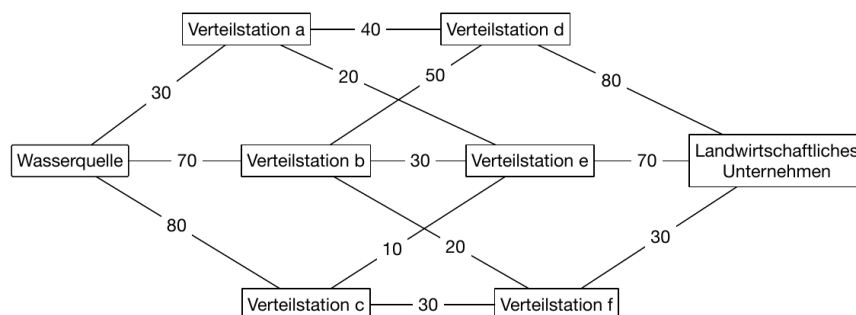 Verteilstation a
40
Verteilstation d
20
50
80
30
Wasserquelle
70
Verteilstation b
30
Verteilstation e
70
Landwirtschaftliches
Unternehmen
80
10
20
30
Verteilstation c
30
Verteilstation f